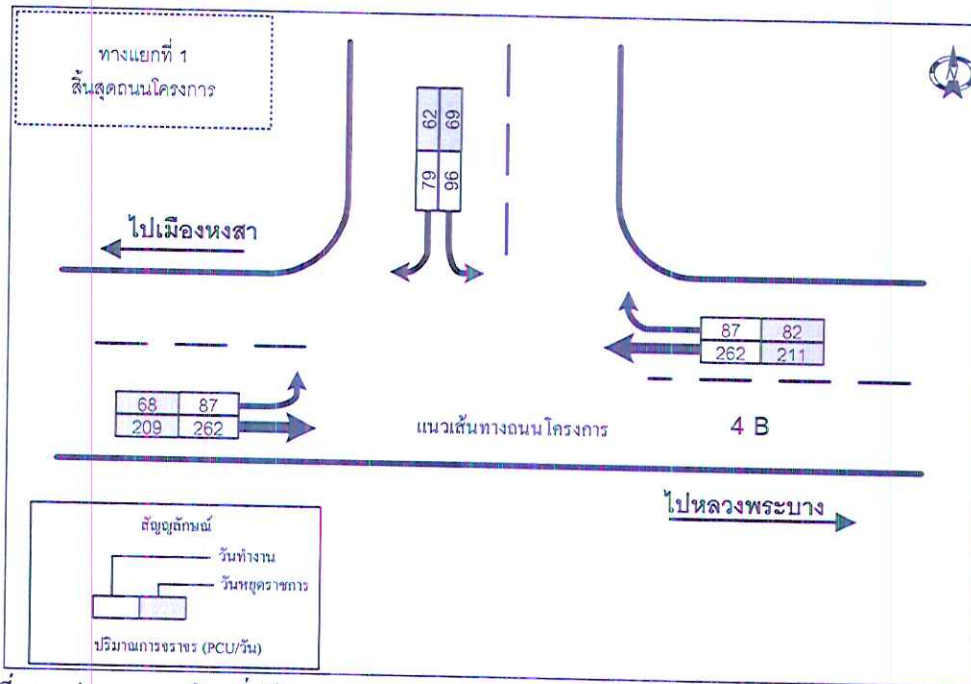 ทางแยกที่ 1
สิ้นสุดถนนโครงการ
N
62 69
79 96
ไปเมืองหงสา
87 82
262 211
68 87
209 262
แนวเส้นทางถนนโครงการ 4 B
ไปหลวงพระบาง
สัญญลักษณ์
วันทำงาน
วันหยุดราชการ
ปริมาณการจราจร (PCU/วัน)